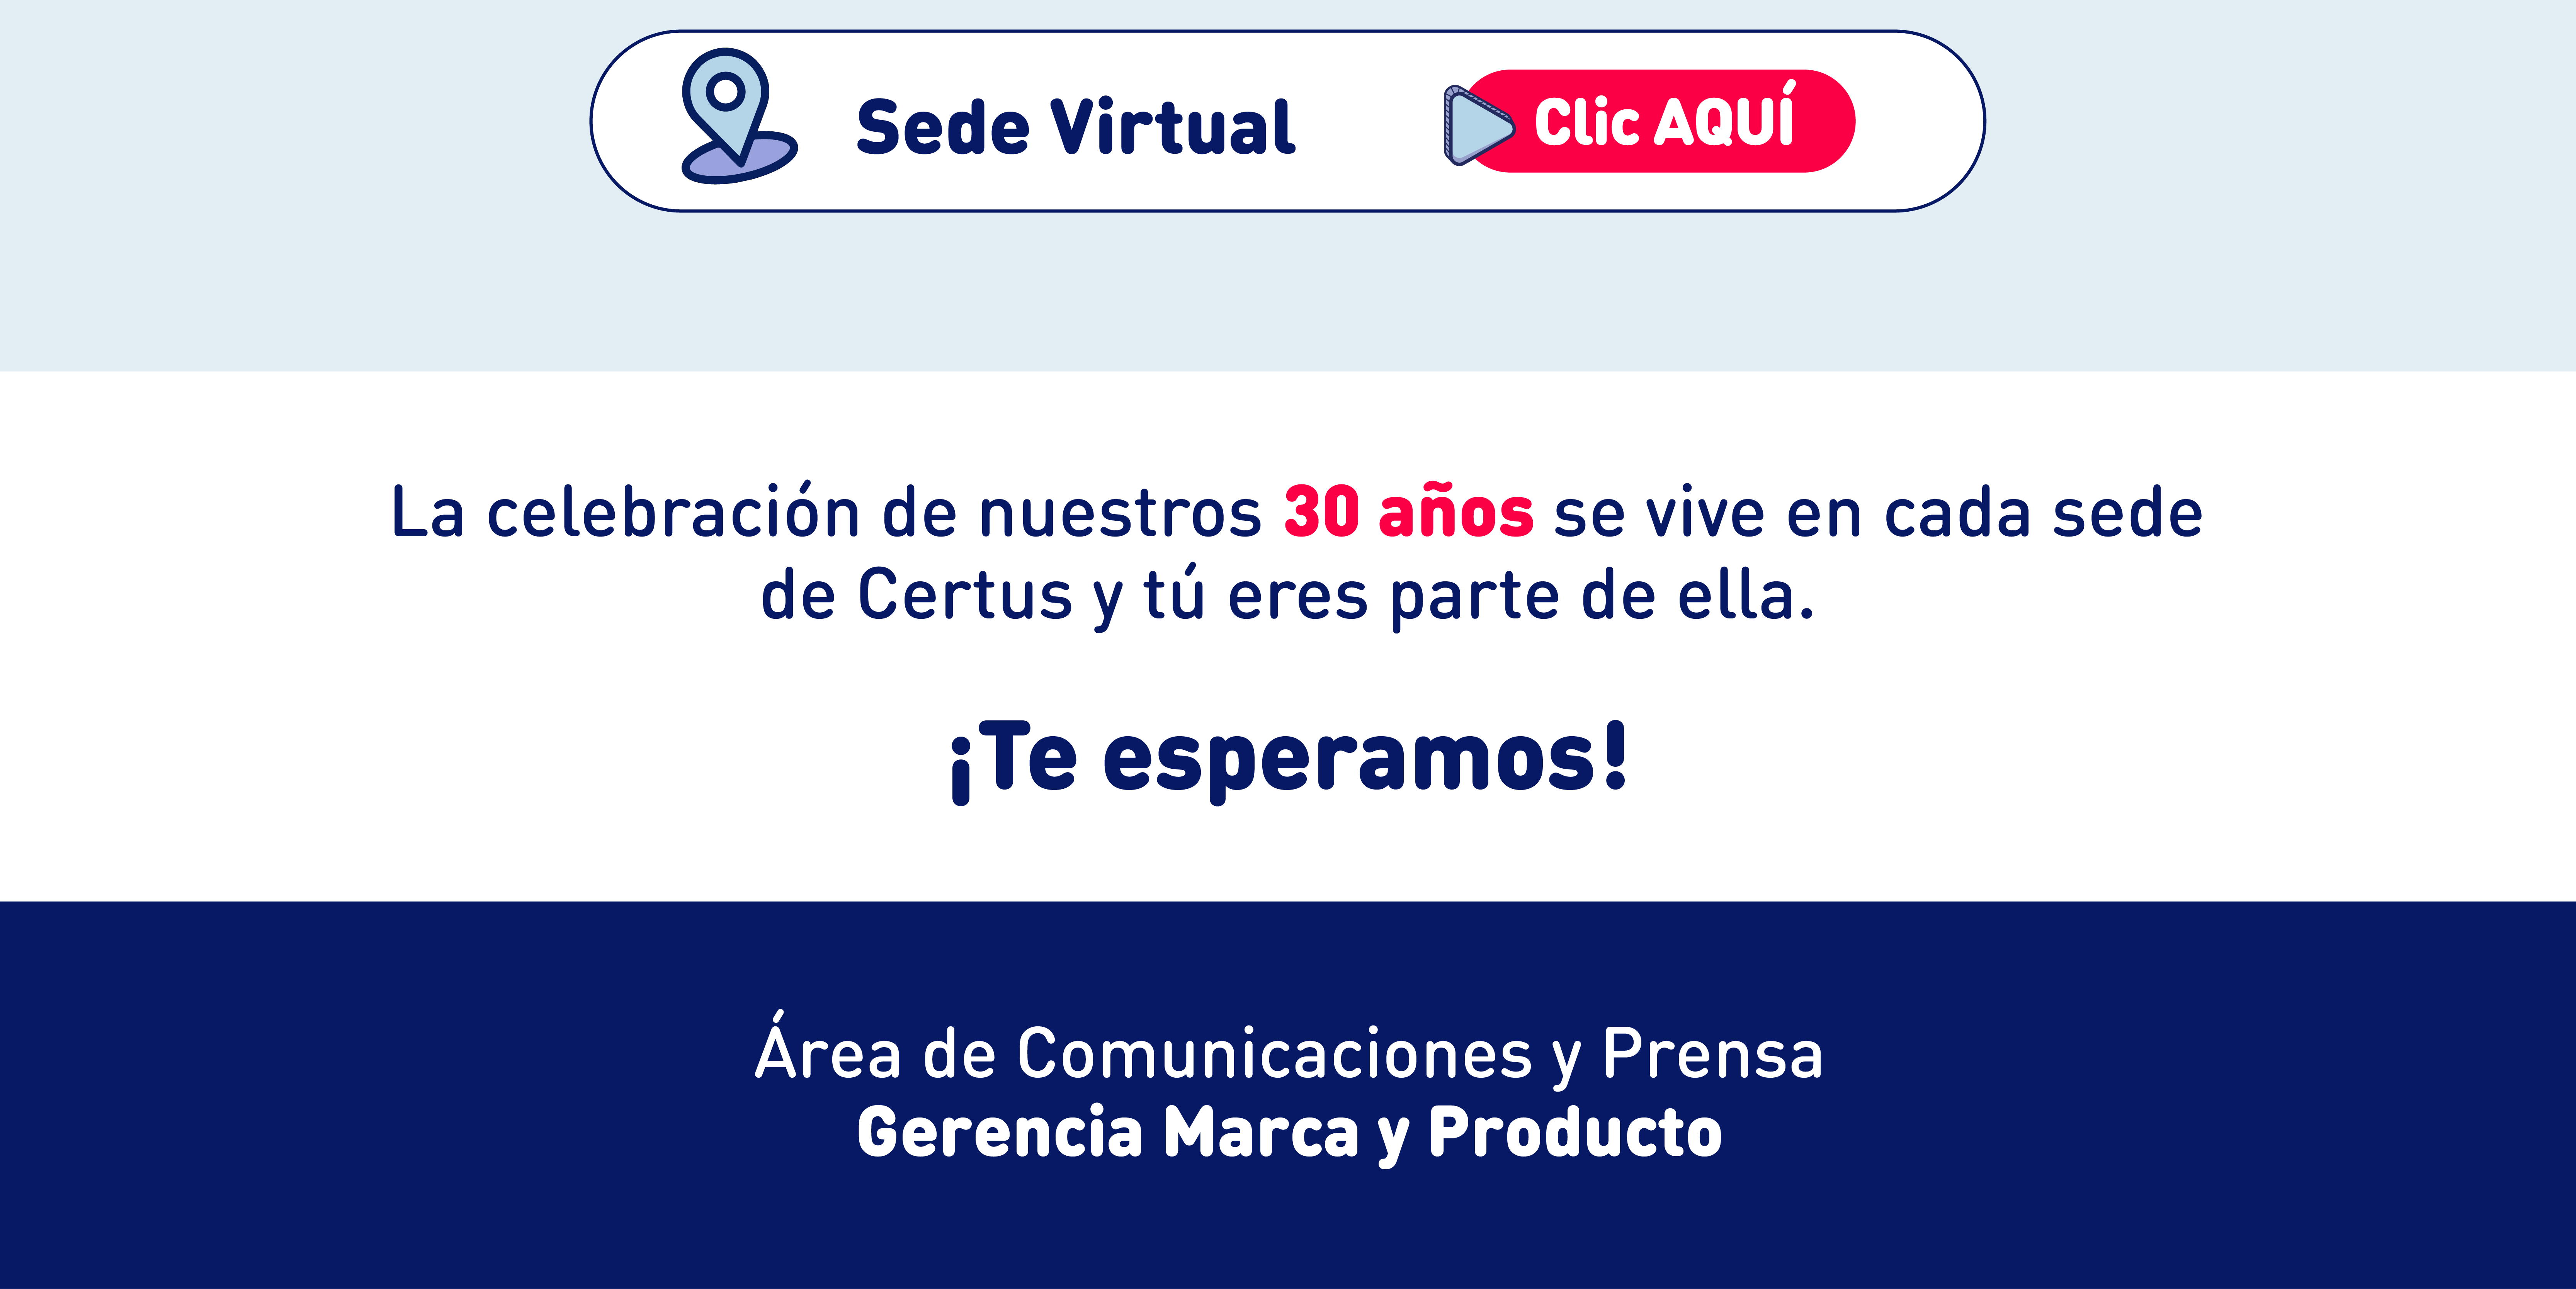 Sede Virtual
Clic AQUÍ
La celebración de nuestros 30 años se vive en cada sede
de Certus y tú eres parte de ella.
¡Te esperamos!
Área de Comunicaciones y Prensa
Gerencia Marca y Producto